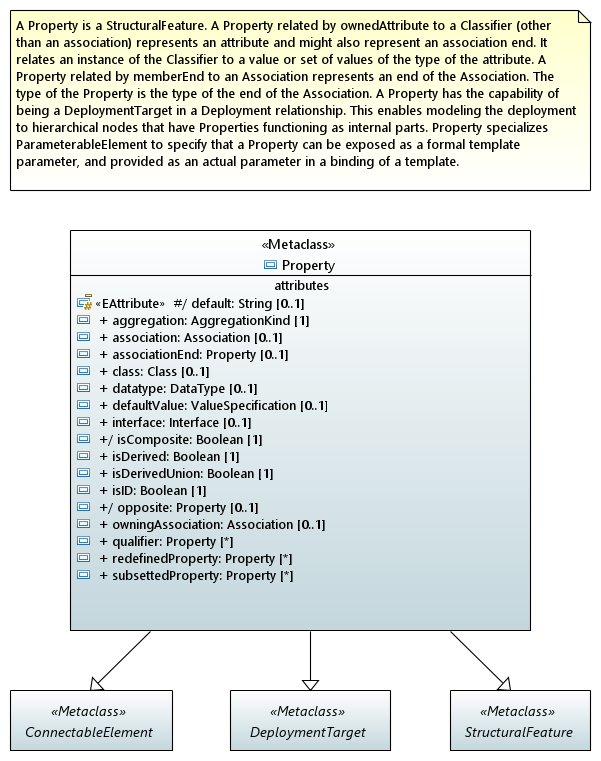 A Property is a StructuralFeature. A Property related by ownedAttribute to a Classifier (other
than an association) represents an attribute and might also represent an association end. It
relates an instance of the Classifier to a value or set of values of the type of the attribute. A
Property related by memberEnd to an Association represents an end of the Association. The
type of the Property is the type of the end of the Association. A Property has the capability of
being a DeploymentTarget in a Deployment relationship. This enables modeling the deployment
to hierarchical nodes that have Properties functioning as internal parts. Property specializes
ParameterableElement to specify that a Property can be exposed as a formal template
parameter, and provided as an actual parameter in a binding of a template.
«Metaclass»
Property
attributes
«EAttribute» #/ default: String [0..1]
+ aggregation: AggregationKind [1]
+ association: Association [0..1]
+ associationEnd: Property [0..1]
+ class: Class [0..1]
+ datatype: DataType [0..1]
+ defaultValue: ValueSpecification [0..1]
+ interface: Interface [0..1]
+/ isComposite: Boolean [1]
+ isDerived: Boolean [1]
+ isDerivedUnion: Boolean [1]
+ isID: Boolean [1]
+/ opposite: Property [0..1]
+ owningAssociation: Association [0..1]
+ qualifier: Property [*]
+ redefinedProperty: Property [*]
+ subsettedProperty: Property [*]
«Metaclass»
ConnectableElement
«Metaclass»
DeploymentTarget
«Metaclass»
StructuralFeature